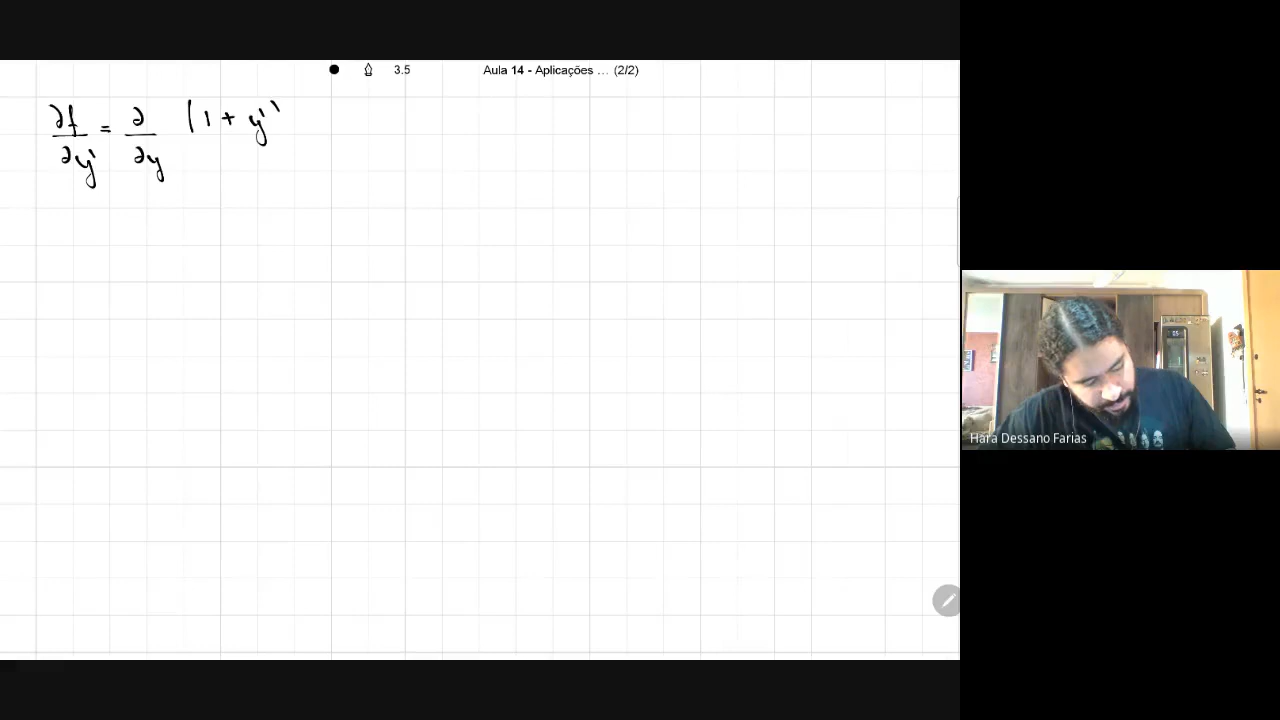 3.5 Aula 14 - Aplicações ... (2/2)
∂f/∂y' = ∂/∂y (1 + y'
Hara Dessano Farias